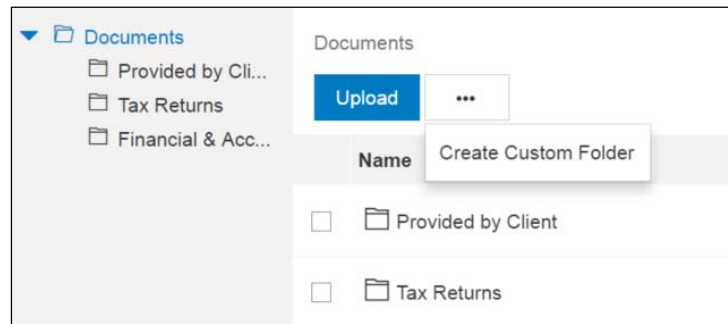 Documents
Provided by Cli...
Tax Returns
Financial & Acc...
Documents
Upload
•••
Create Custom Folder
Name
Provided by Client
Tax Returns